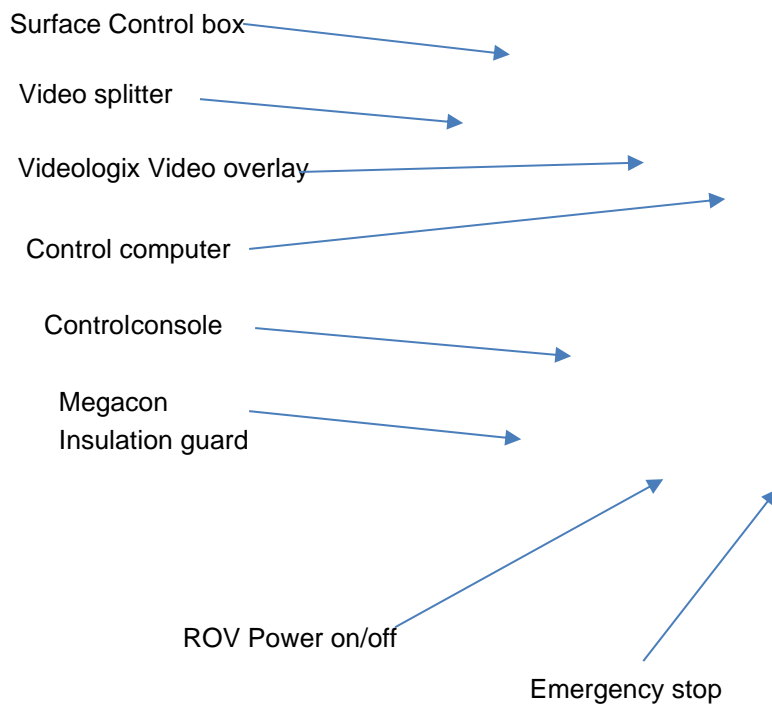 Surface Control box
Video splitter
Videologix Video overlay
Control computer
Controlconsole
Megacon
Insulation guard
ROV Power on/off
Emergency stop